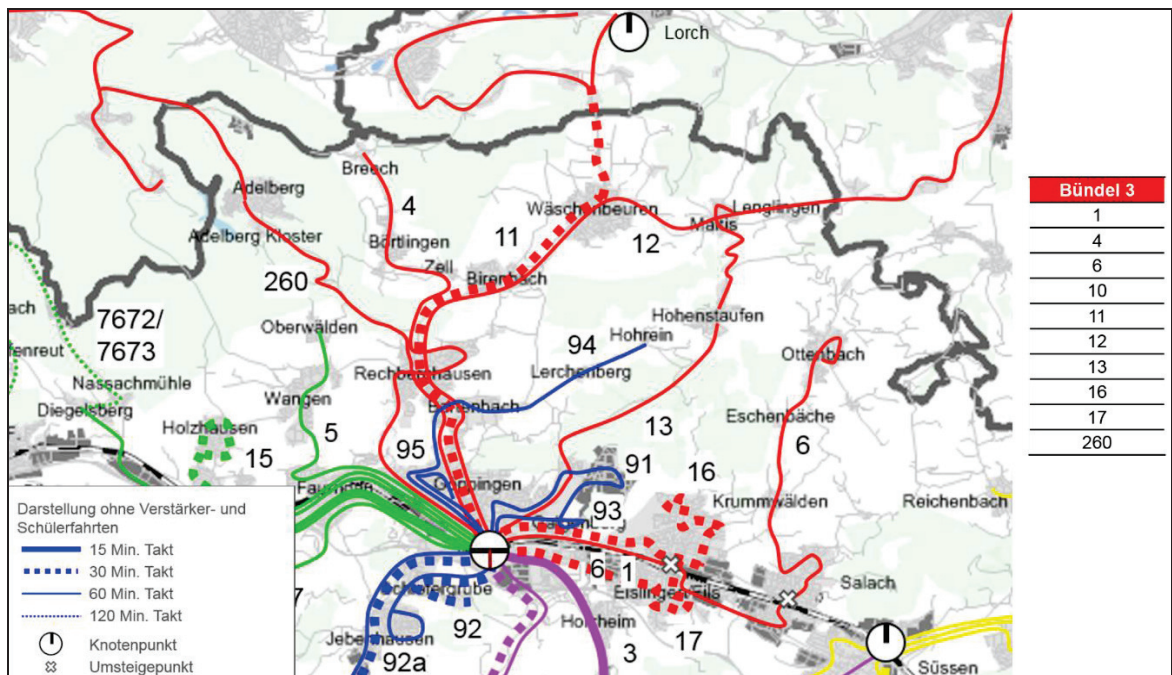 Lorch
Breech
4
Adelberg
Wäschenbeuren
Lenglingen
Maitis
Adelberg Kloster
Börtlingen
11
12
Zell
Birenbach
260
7672/
7673
Oberwälden
94
Hohrein
Hohenstaufen
Ottenbach
Nassachmühle
Rechberghausen
Lerchenberg
Diegelsberg
Wangen
Bartenbach
Eschenbäche
Holzhausen
5
13
6
15
95
91
16
Göppingen
Krummwälden
Reichenbach
93
6
1
Eislingen/Fils
Salach
92
Holzheim
17
Jebenhausen
92a
3
Süssen
Darstellung ohne Verstärker- und
Schülerfahrten
15 Min. Takt
30 Min. Takt
60 Min. Takt
120 Min. Takt
Knotenpunkt
Umsteigepunkt
Bündel 3
1
4
6
10
11
12
13
16
17
260